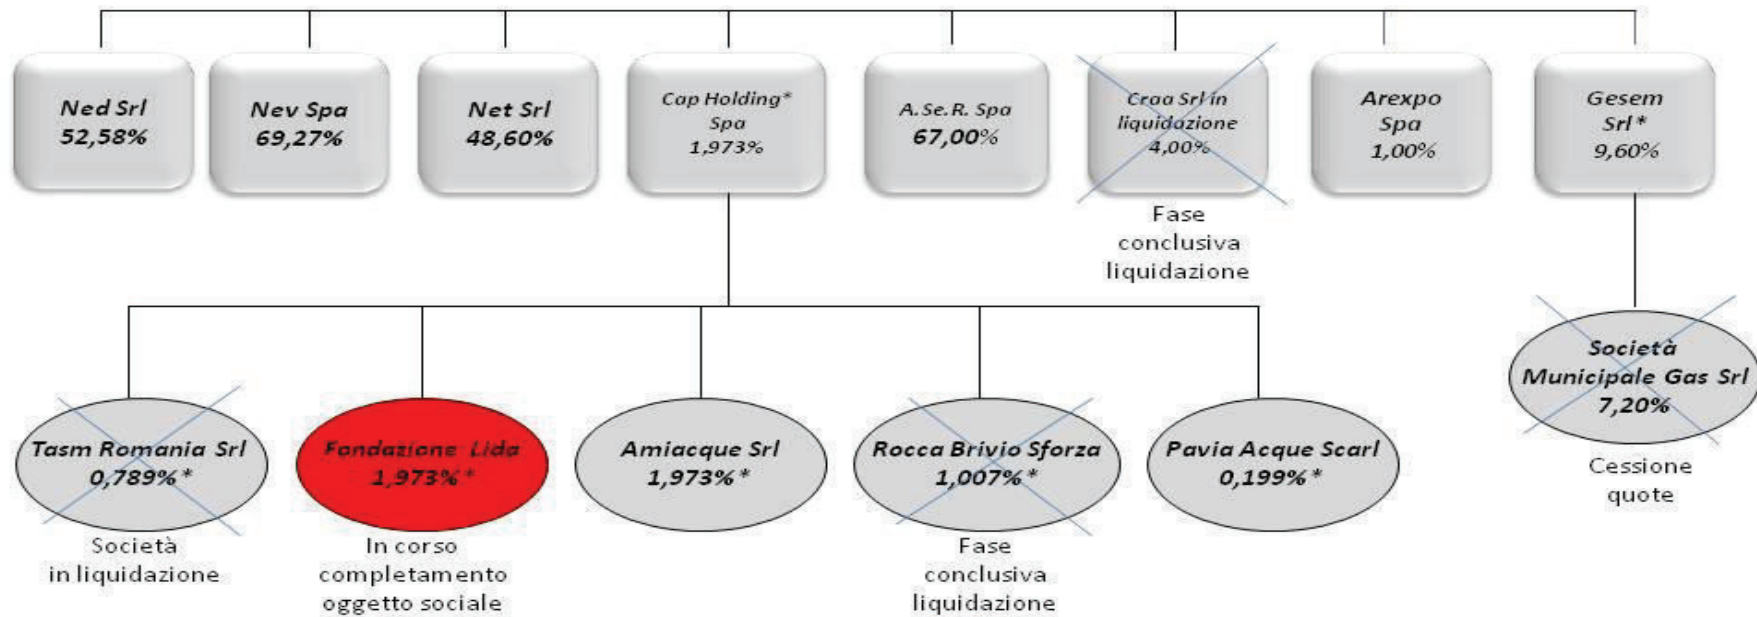 Ned Srl
52,58%
Nev Spa
69,27%
Net Srl
48,60%
Cap Holding*
Spa
1,973%
A.Se.R. Spa
67,00%
Craa Srl in
liquidazione
4,00%
Fase
conclusiva
liquidazione
Arexpo
Spa
1,00%
Gesem
Srl*
9,60%
Società
Municipale Gas Srl
7,20%
Cessione
quote
Tasm Romania Srl
0,789%*
Società
in liquidazione
Fondazione Lida
1,973%*
In corso
completamento
oggetto sociale
Amiacque Srl
1,973%*
Rocca Brivio Sforza
1,007%*
Fase
conclusiva
liquidazione
Pavia Acque Scarl
0,199%*